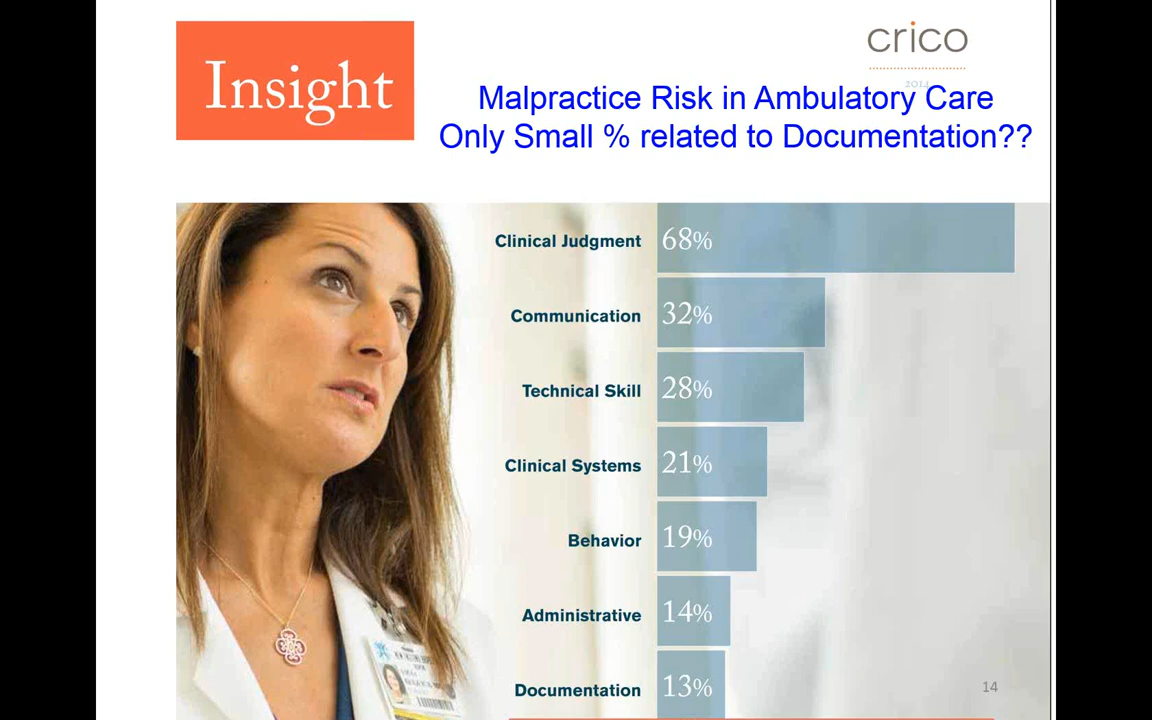 Insight
crico
2014
Malpractice Risk in Ambulatory Care
Only Small % related to Documentation??
Clinical Judgment 68%
Communication 32%
Technical Skill 28%
Clinical Systems 21%
Behavior 19%
Administrative 14%
Documentation 13%
14